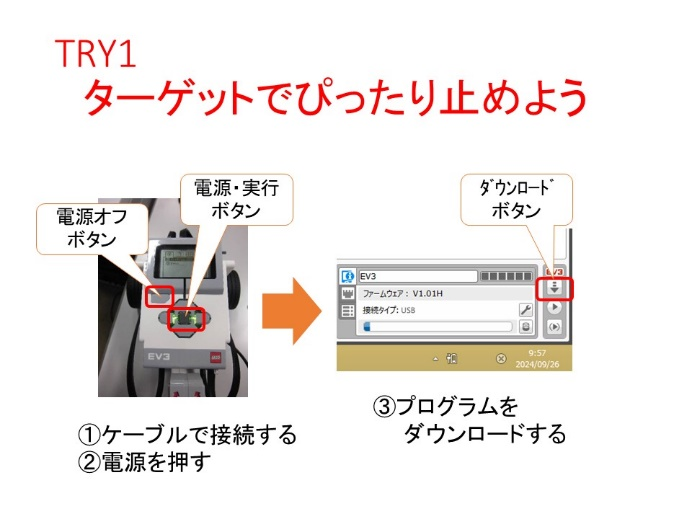 TRY1
ターゲットでぴったり止めよう
電源・実行
ボタン
電源オフ
ボタン
EV3
ﾀﾞｳﾝﾛｰﾄﾞ
ボタン
EV3
EV3
ファームウェア： V1.01H
接続タイプ: USB
9:57
2024/09/26
①ケーブルで接続する
②電源を押す
③プログラムを
ダウンロードする